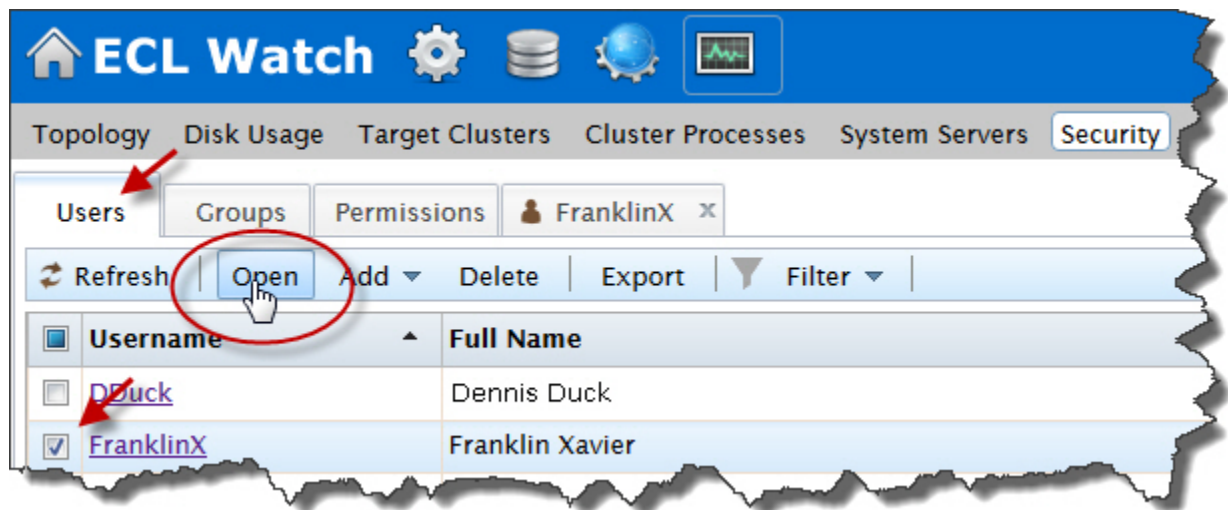 ECL Watch
Topology Disk Usage Target Clusters Cluster Processes System Servers Security
Users Groups Permissions FranklinX x
Refresh Open Add Delete Export Filter
Username Full Name
DDuck Dennis Duck
FranklinX Franklin Xavier